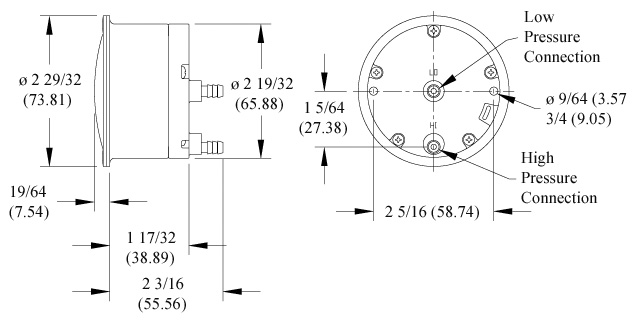 ø 2 29/32
(73.81)
ø 2 19/32
(65.88)
19/64
(7.54)
1 17/32
(38.89)
2 3/16
(55.56)
Low
Pressure
Connection
1 5/64
(27.38)
ø 9/64 (3.57
3/4 (9.05)
High
Pressure
Connection
2 5/16 (58.74)
LO
HI